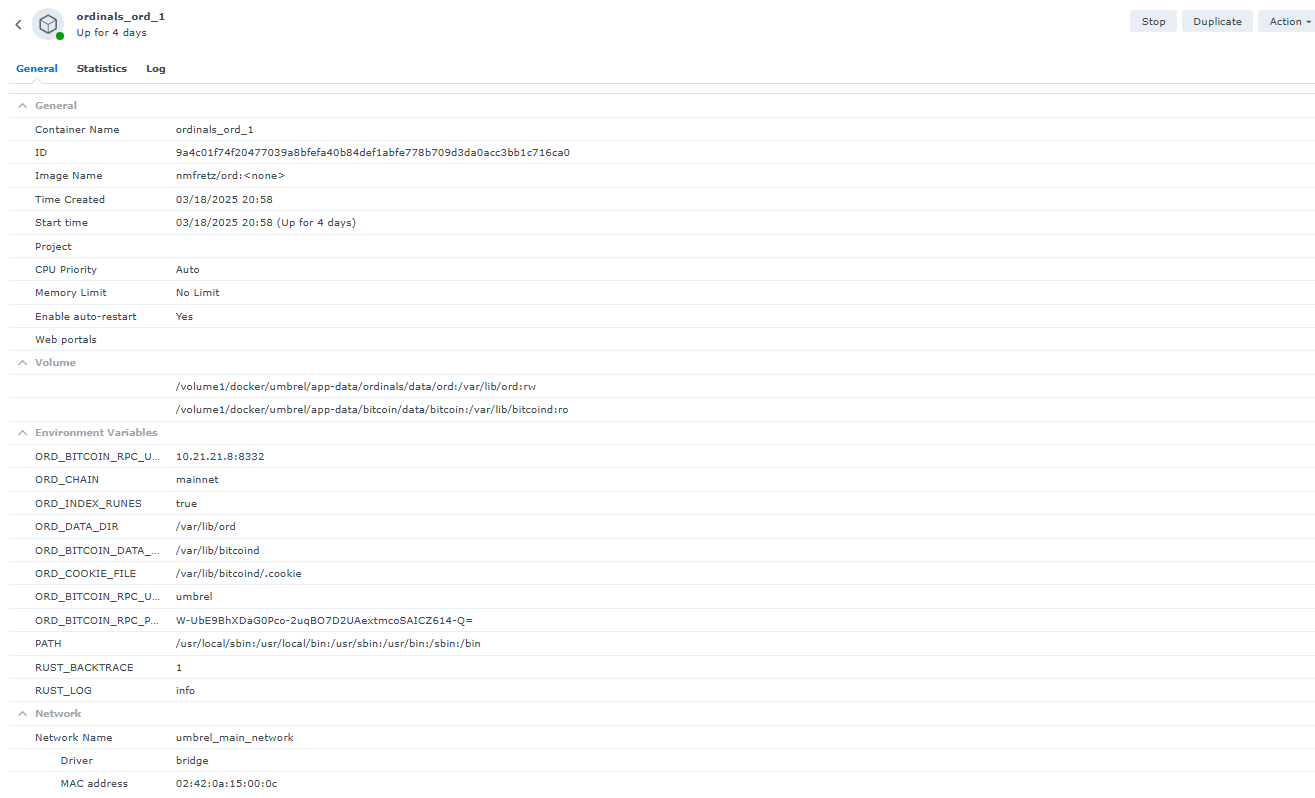 ordinals_ord_1
Up for 4 days
Stop
Duplicate
Action
General
Statistics
Log
General
Container Name ordinals_ord_1
ID 9a4c01f74f20477039a8bfefa40b84def1abfe778b709d3da0acc3bb1c716ca0
Image Name nmfretz/ord:<none>
Time Created 03/18/2025 20:58
Start time 03/18/2025 20:58 (Up for 4 days)
Project
CPU Priority Auto
Memory Limit No Limit
Enable auto-restart Yes
Web portals
Volume
/volume1/docker/umbrel/app-data/ordinals/data/ord:/var/lib/ord:rw
/volume1/docker/umbrel/app-data/bitcoin/data/bitcoin:/var/lib/bitcoind:ro
Environment Variables
ORD_BITCOIN_RPC_U... 10.21.21.8:8332
ORD_CHAIN mainnet
ORD_INDEX_RUNES true
ORD_DATA_DIR /var/lib/ord
ORD_BITCOIN_DATA_... /var/lib/bitcoind
ORD_COOKIE_FILE /var/lib/bitcoind/.cookie
ORD_BITCOIN_RPC_U... umbrel
ORD_BITCOIN_RPC_P... W-UbE9BhXDaG0Pco-2uqBO7D2UAextmcoSAICZ614-Q=
PATH /usr/local/sbin:/usr/local/bin:/usr/sbin:/usr/bin:/sbin:/bin
RUST_BACKTRACE 1
RUST_LOG info
Network
Network Name umbrel_main_network
Driver bridge
MAC address 02:42:0a:15:00:0c